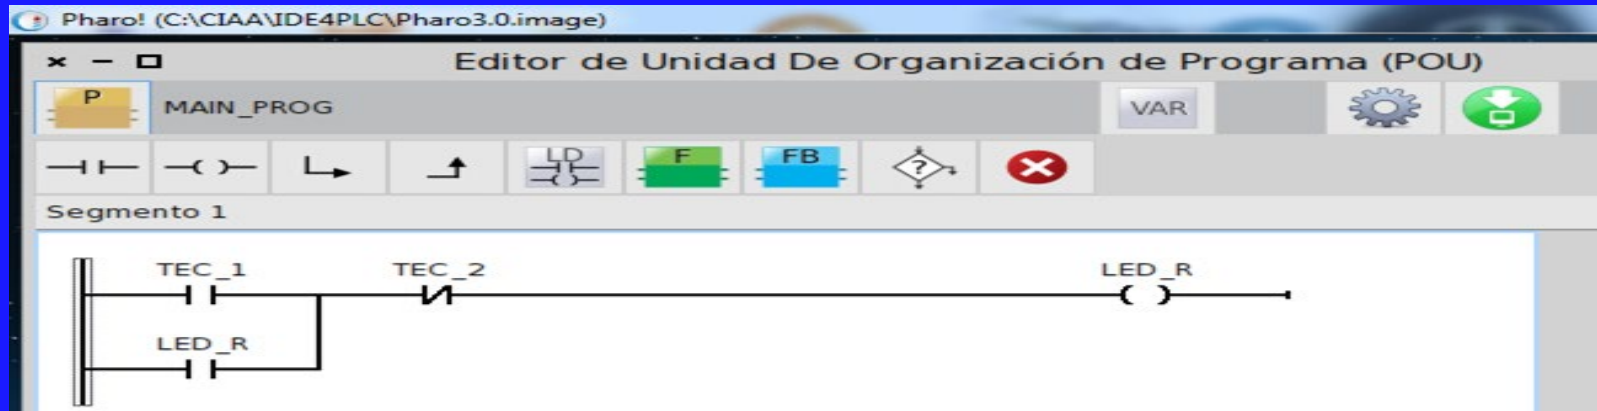 Pharo! (C:\CIAA\IDE4PLC\Pharo3.0.image)
Editor de Unidad De Organización de Programa (POU)
P MAIN_PROG VAR
LD F FB ?
Segmento 1
TEC_1 TEC_2 LED_R
LED_R